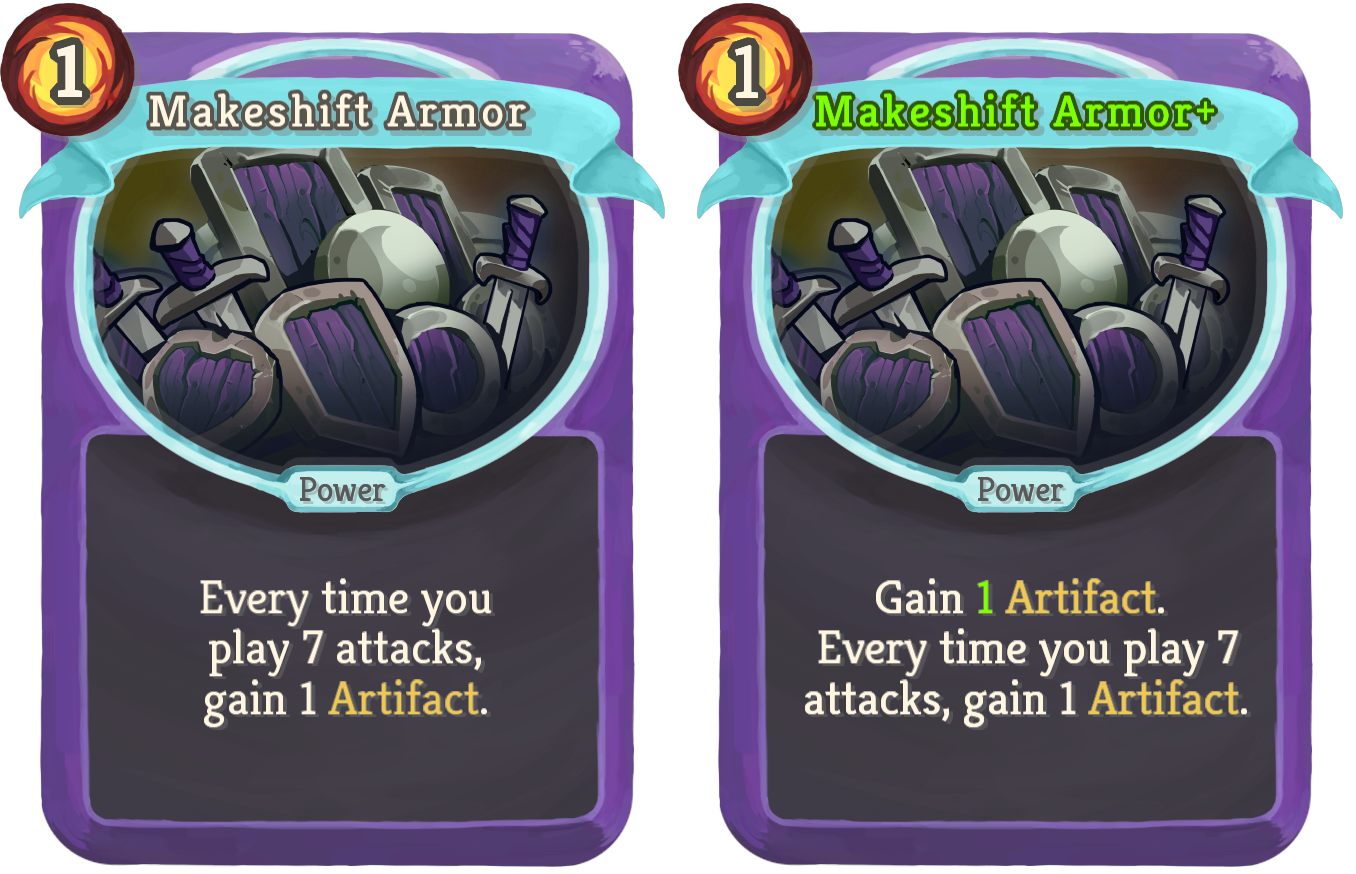 1
Makeshift Armor
Power
Every time you
play 7 attacks,
gain 1 Artifact.
1
Makeshift Armor+
Power
Gain 1 Artifact.
Every time you play 7
attacks, gain 1 Artifact.